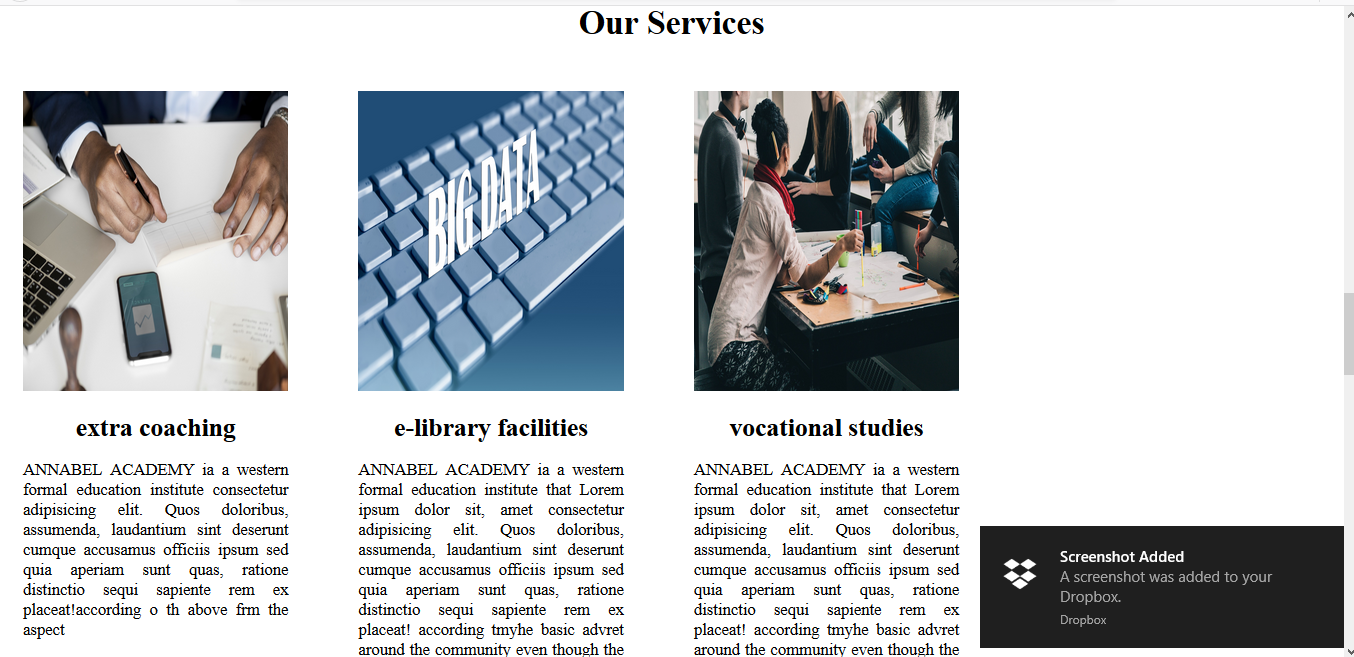 Our Services
BIG DATA
extra coaching
ANNABEL ACADEMY ia a western
formal education institute consectetur
adipisicing elit. Quos doloribus,
assumenda, laudantium sint deserunt
cumque accusamus officiis ipsum sed
quia aperiam sunt quas, ratione
distinctio sequi sapiente rem ex
placeat!according o th above frm the
aspect
e-library facilities
ANNABEL ACADEMY ia a western
formal education institute that Lorem
ipsum dolor sit, amet consectetur
adipisicing elit. Quos doloribus,
assumenda, laudantium sint deserunt
cumque accusamus officiis ipsum sed
quia aperiam sunt quas, ratione
distinctio sequi sapiente rem ex
placeat! according tmyhe basic advret
around the community even though the
vocational studies
ANNABEL ACADEMY ia a western
formal education institute that Lorem
ipsum dolor sit, amet consectetur
adipisicing elit. Quos doloribus,
assumenda, laudantium sint deserunt
cumque accusamus officiis ipsum sed
quia aperiam sunt quas, ratione
distinctio sequi sapiente rem ex
placeat! according tmyhe basic advret
around the community even though the
Screenshot Added
A screenshot was added to your
Dropbox.
Dropbox